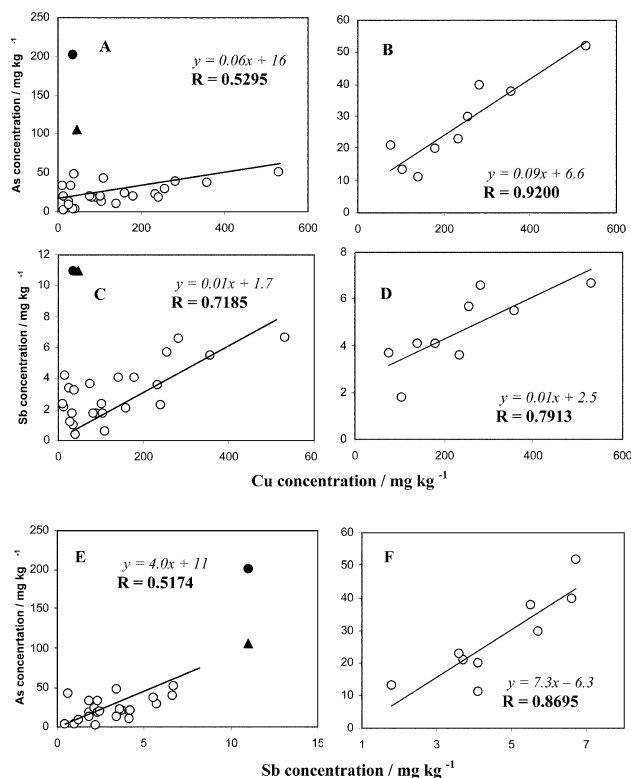 As concentration / mg kg -1
250
200
150
100
50
0
A
y = 0.06x + 16
R = 0.5295
0 200 400 600
60
50
40
30
20
10
0
B
y = 0.09x + 6.6
R = 0.9200
0 200 400 600
Sb concentration / mg kg -1
12
10
8
6
4
2
0
C
y = 0.01x + 1.7
R = 0.7185
0 200 400 60
8
6
4
2
0
D
y = 0.01x + 2.5
R = 0.7913
0 200 400 600
Cu concentration / mg kg -1
As concenrtation / mg kg -1
250
200
150
100
50
0
E
y = 4.0x + 11
R = 0.5174
0 5 10 15
60
50
40
30
20
10
0
F
y = 7.3x – 6.3
R = 0.8695
1 3 5 7
Sb concentration / mg kg -1